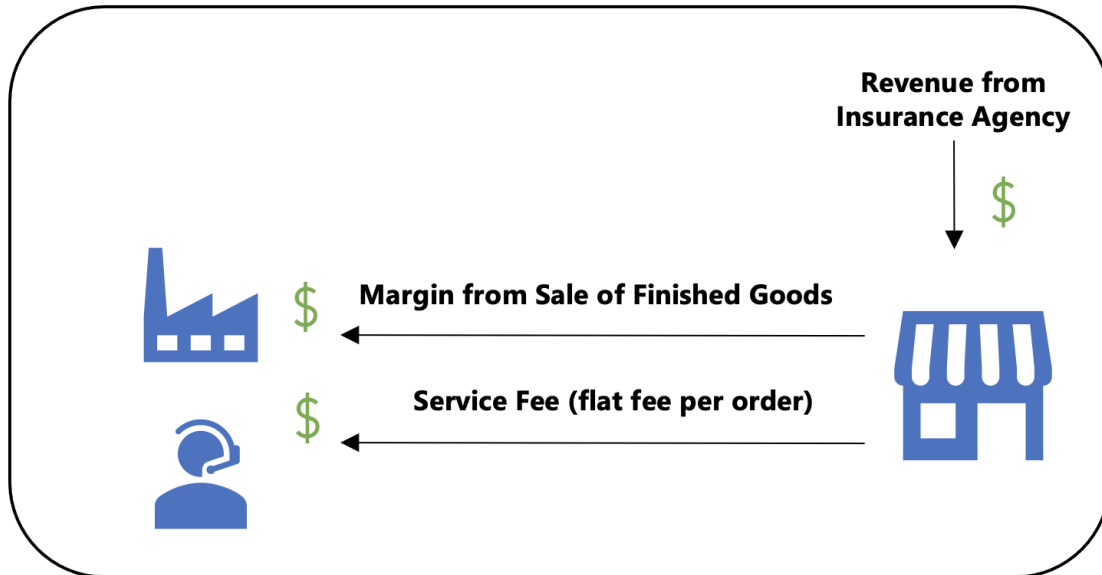 Revenue from
Insurance Agency
$
$ Margin from Sale of Finished Goods
$ Service Fee (flat fee per order)